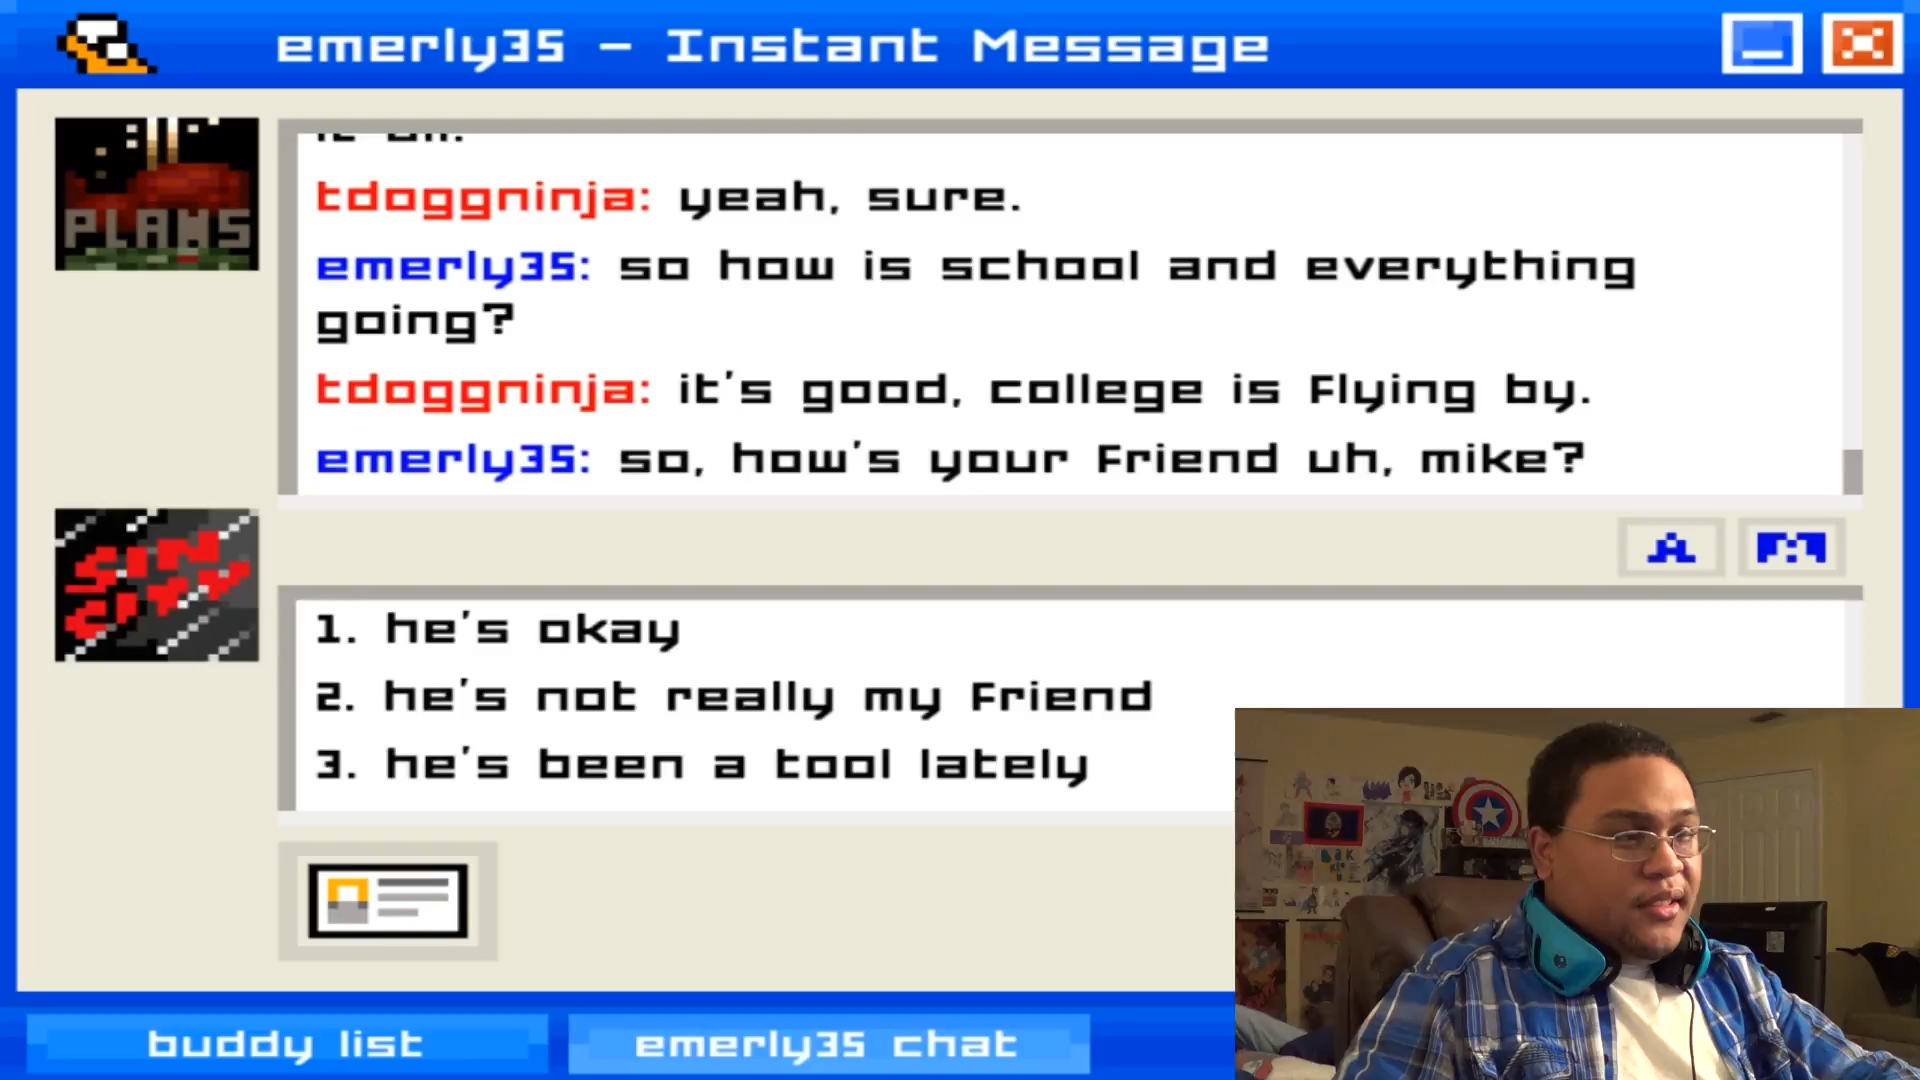 emerly35 - Instant Message
PLANS
tdoggninja: yeah, sure.
emerly35: so how is school and everything
going?
tdoggninja: it's good, college is Flying by.
emerly35: so, how's your Friend uh, mike?
SIN
CITY
A
1. he's okay
2. he's not really my Friend
3. he's been a tool lately
buddy list
emerly35 chat